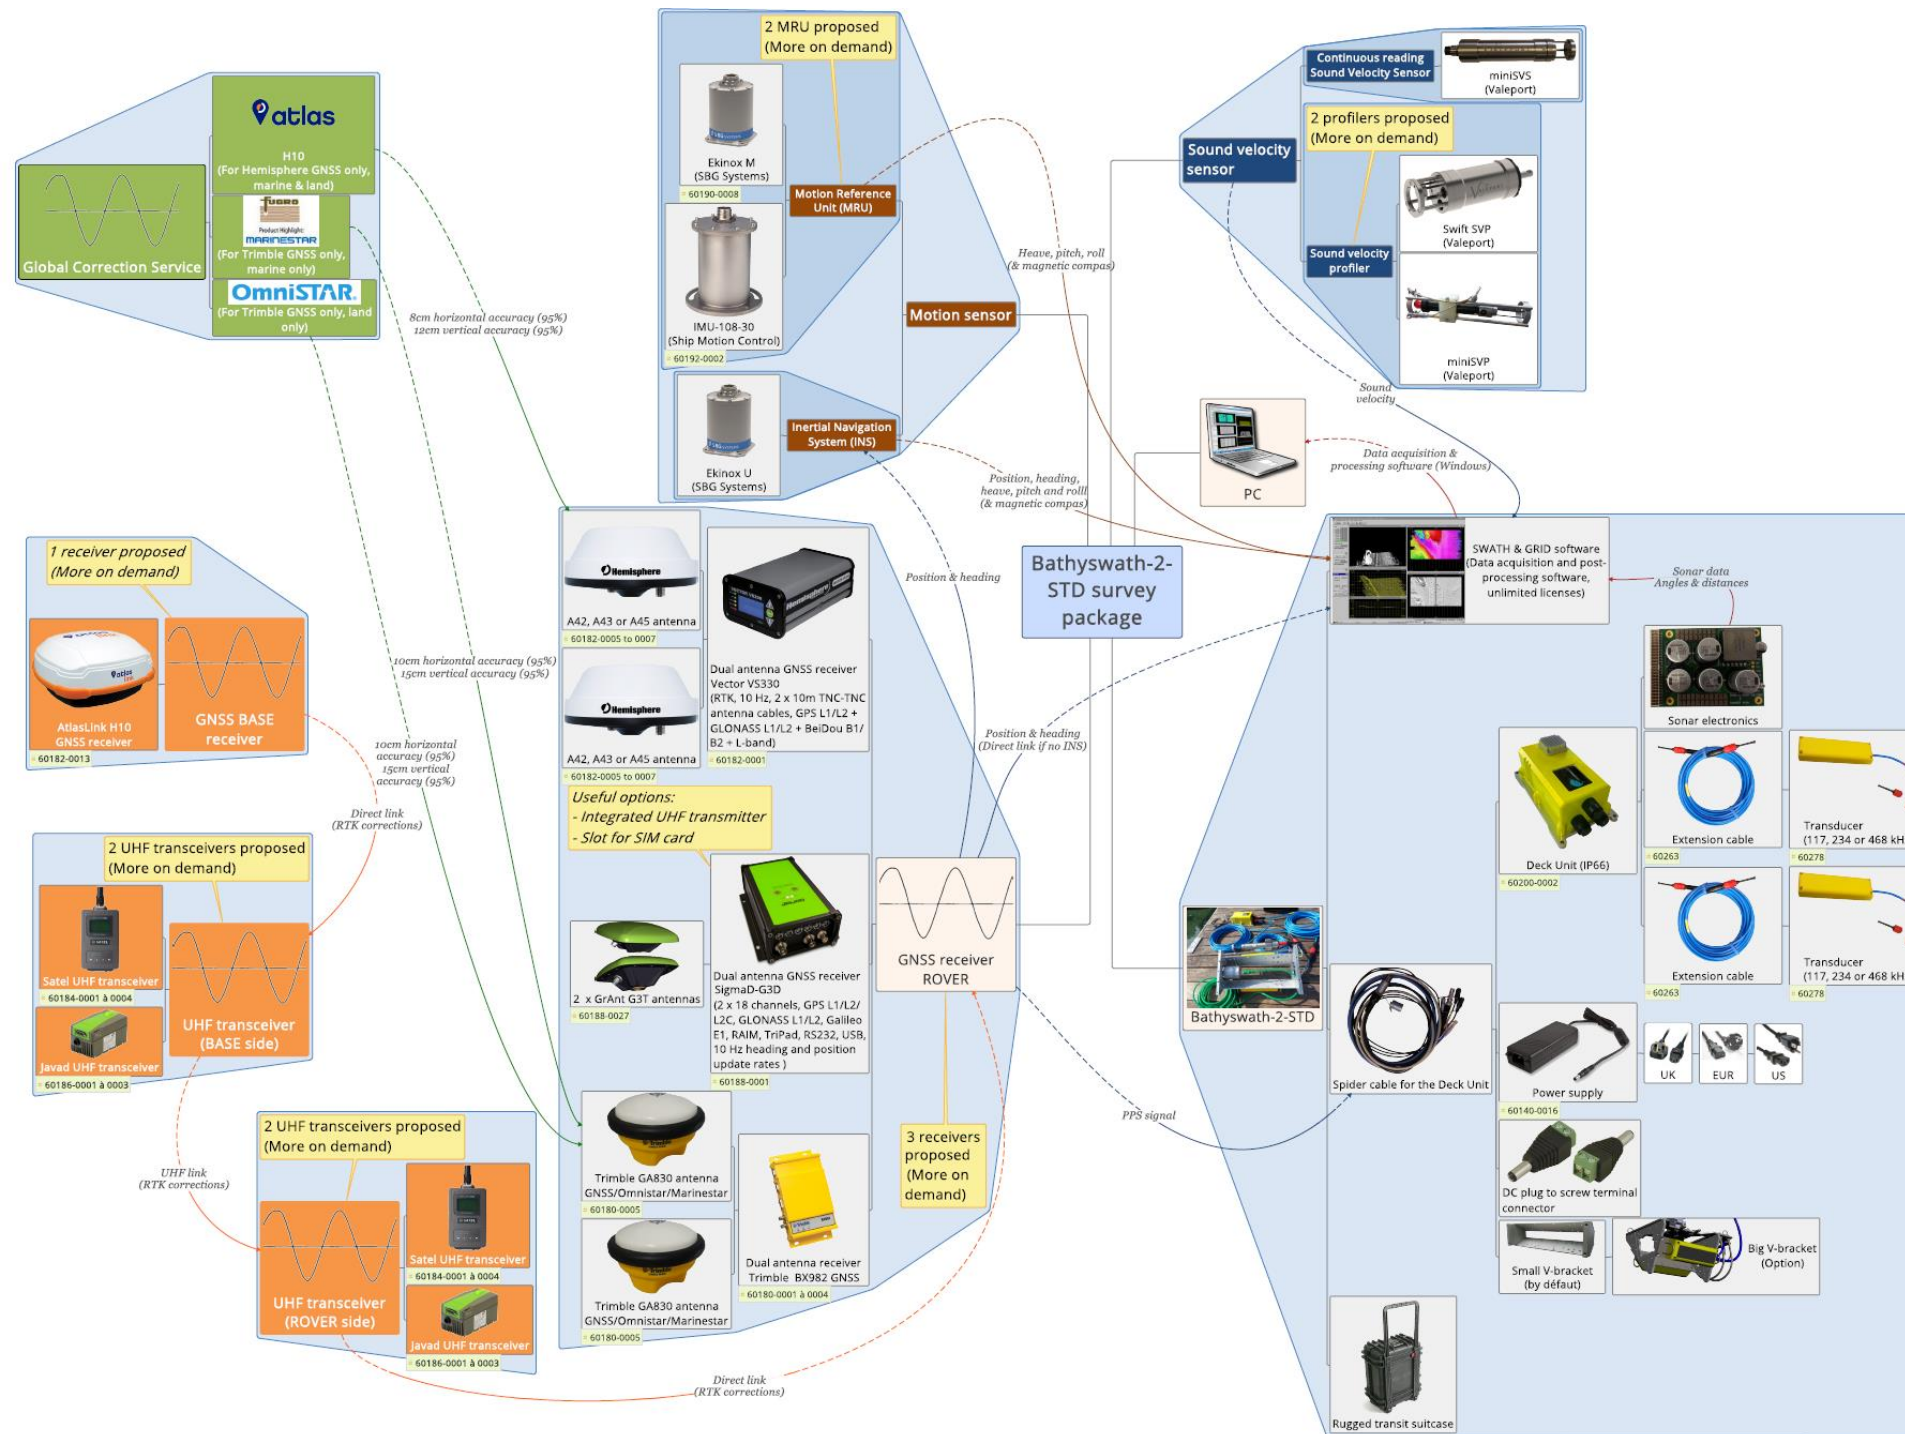 atlas
H10
(For Hemisphere GNSS only,
marine & land)
fugro
Product Highlight:
MARINESTAR
(For Trimble GNSS only,
marine only)
OmniSTAR.
(For Trimble GNSS only, land
only)
Global Correction Service
8cm horizontal accuracy (95%)
12cm vertical accuracy (95%)
10cm horizontal accuracy (95%)
15cm vertical accuracy (95%)
10cm horizontal
accuracy (95%)
15cm vertical
accuracy (95%)
2 MRU proposed
(More on demand)
Ekinox M
(SBG Systems)
60190-0008
Motion Reference
Unit (MRU)
IMU-108-30
(Ship Motion Control)
60192-0002
Motion sensor
Inertial Navigation
System (INS)
Ekinox U
(SBG Systems)
Heave, pitch, roll
(& magnetic compas)
Position, heading,
heave, pitch and rolll
(& magnetic compas)
Position & heading
Sound velocity
sensor
Continuous reading
Sound Velocity Sensor
miniSVS
(Valeport)
2 profilers proposed
(More on demand)
Swift SVP
(Valeport)
Sound velocity
profiler
miniSVP
(Valeport)
Sound
velocity
PC
Data acquisition &
processing software (Windows)
Bathyswath-2-
STD survey
package
SWATH & GRID software
(Data acquisition and post-
processing software,
unlimited licenses)
Sonar data
Angles & distances
Position & heading
(Direct link if no INS)
1 receiver proposed
(More on demand)
atlas
AtlasLink H10
GNSS receiver
60182-0013
GNSS BASE
receiver
Direct link
(RTK corrections)
2 UHF transceivers proposed
(More on demand)
Satel UHF transceiver
60184-0001 à 0004
Javad UHF transceiver
60186-0001 à 0003
UHF transceiver
(BASE side)
UHF link
(RTK corrections)
2 UHF transceivers proposed
(More on demand)
UHF transceiver
(ROVER side)
Satel UHF transceiver
60184-0001 à 0004
Javad UHF transceiver
60186-0001 à 0003
Direct link
(RTK corrections)
Hemisphere
A42, A43 or A45 antenna
60182-0005 to 0007
Hemisphere
A42, A43 or A45 antenna
60182-0005 to 0007
Hemisphere
Dual antenna GNSS receiver
Vector VS330
(RTK, 10 Hz, 2 x 10m TNC-TNC
antenna cables, GPS L1/L2 +
GLONASS L1/L2 + BeiDou B1/
B2 + L-band)
60182-0001
Useful options:
- Integrated UHF transmitter
- Slot for SIM card
2 x GrAnt G3T antennas
60188-0027
Dual antenna GNSS receiver
SigmaD-G3D
(2 x 18 channels, GPS L1/L2/
L2C, GLONASS L1/L2, Galileo
E1, RAIM, TriPad, RS232, USB,
10 Hz heading and position
update rates )
60188-0001
Trimble
Trimble GA830 antenna
GNSS/Omnistar/Marinestar
60180-0005
Trimble
Trimble GA830 antenna
GNSS/Omnistar/Marinestar
60180-0005
Dual antenna receiver
Trimble BX982 GNSS
60180-0001 à 0004
GNSS receiver
ROVER
3 receivers
proposed
(More on
demand)
PPS signal
Bathyswath-2-STD
Sonar electronics
Deck Unit (IP66)
60200-0002
Extension cable
60263
Transducer
(117, 234 or 468 kH
60278
Extension cable
60263
Transducer
(117, 234 or 468 kH
60278
Spider cable for the Deck Unit
Power supply
60140-0016
UK
EUR
US
DC plug to screw terminal
connector
Small V-bracket
(by défaut)
Big V-bracket
(Option)
Rugged transit suitcase